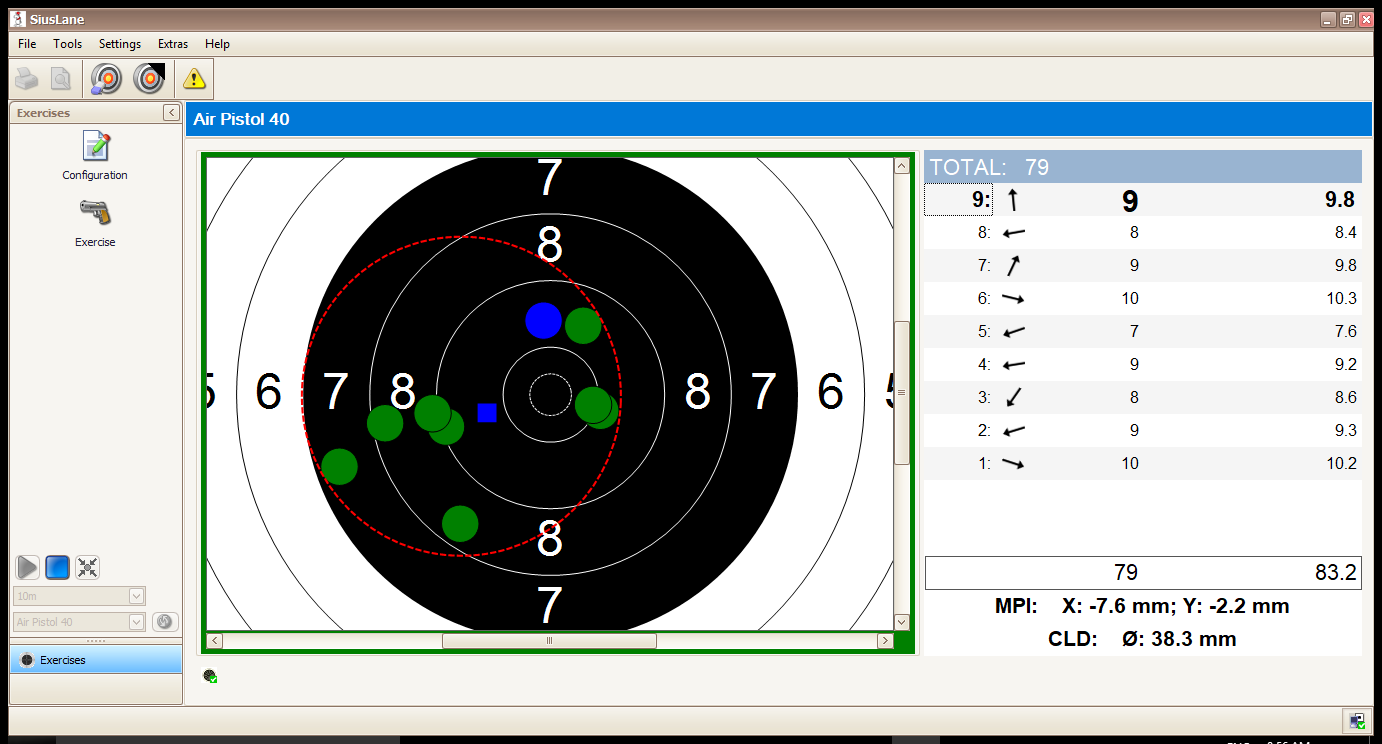 SiusLane
File Tools Settings Extras Help
Exercises
Configuration
Exercise
10m
Air Pistol 40
Exercises
Air Pistol 40
7
8
5 6 7 8 8 7 6
8
7
TOTAL: 79
9: 9 9.8
8: 8 8.4
7: 9 9.8
6: 10 10.3
5: 7 7.6
4: 9 9.2
3: 8 8.6
2: 9 9.3
1: 10 10.2
79 83.2
MPI: X: -7.6 mm; Y: -2.2 mm
CLD: Ø: 38.3 mm